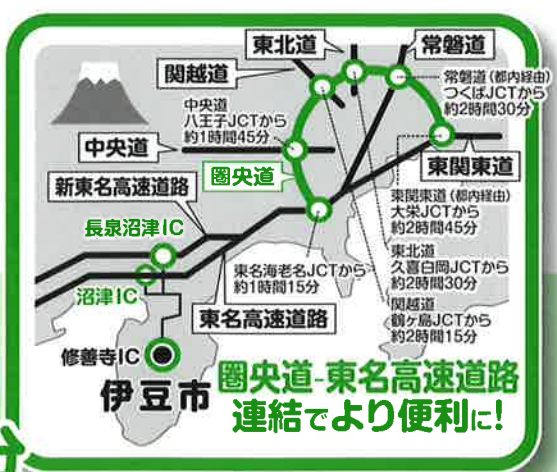 東北道
常磐道
関越道
常磐道（都内経由）
つくばJCTから
約2時間30分
中央道
八王子JCTから
約1時間45分
中央道
圏央道
東関東道
新東名高速道路
東関東道（都内経由）
大栄JCTから
約2時間45分
長泉沼津IC
東名海老名JCTから
約1時間15分
東北道
久喜白岡JCTから
約2時間30分
沼津IC
東名高速道路
関越道
鶴ヶ島JCTから
約2時間15分
修善寺IC
伊豆市
圏央道-東名高速道路
連結でより便利に!